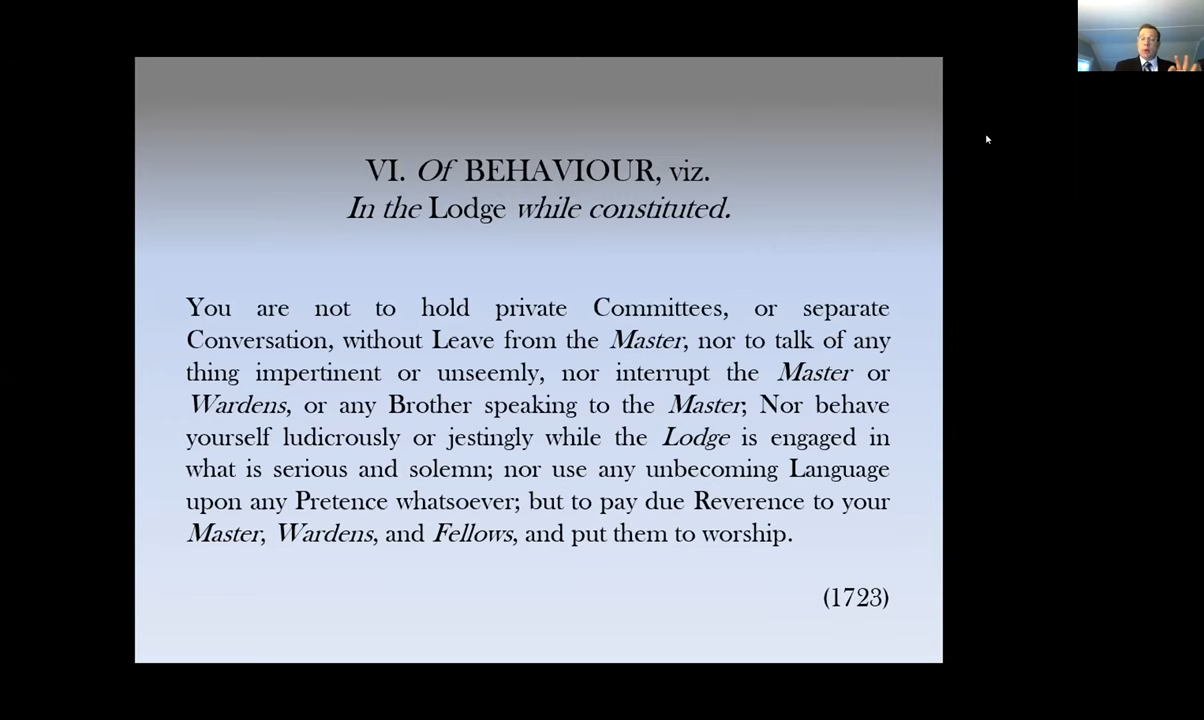 VI. Of BEHAVIOUR, viz.
In the Lodge while constituted.
You are not to hold private Committees, or separate
Conversation, without Leave from the Master, nor to talk of any
thing impertinent or unseemly, nor interrupt the Master or
Wardens, or any Brother speaking to the Master; Nor behave
yourself ludicrously or jestingly while the Lodge is engaged in
what is serious and solemn; nor use any unbecoming Language
upon any Pretence whatsoever; but to pay due Reverence to your
Master, Wardens, and Fellows, and put them to worship.
(1723)